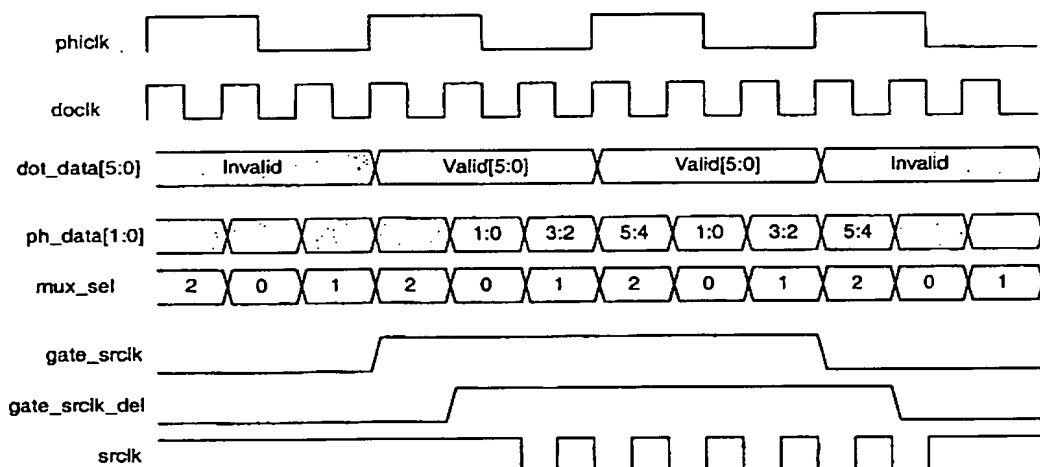 phiclk
doclk
dot_data[5:0] Invalid Valid[5:0] Valid[5:0] Invalid
ph_data[1:0] 1:0 3:2 5:4 1:0 3:2 5:4
mux_sel 2 0 1 2 0 1 2 0 1 2 0 1
gate_srclk
gate_srclk_del
srclk